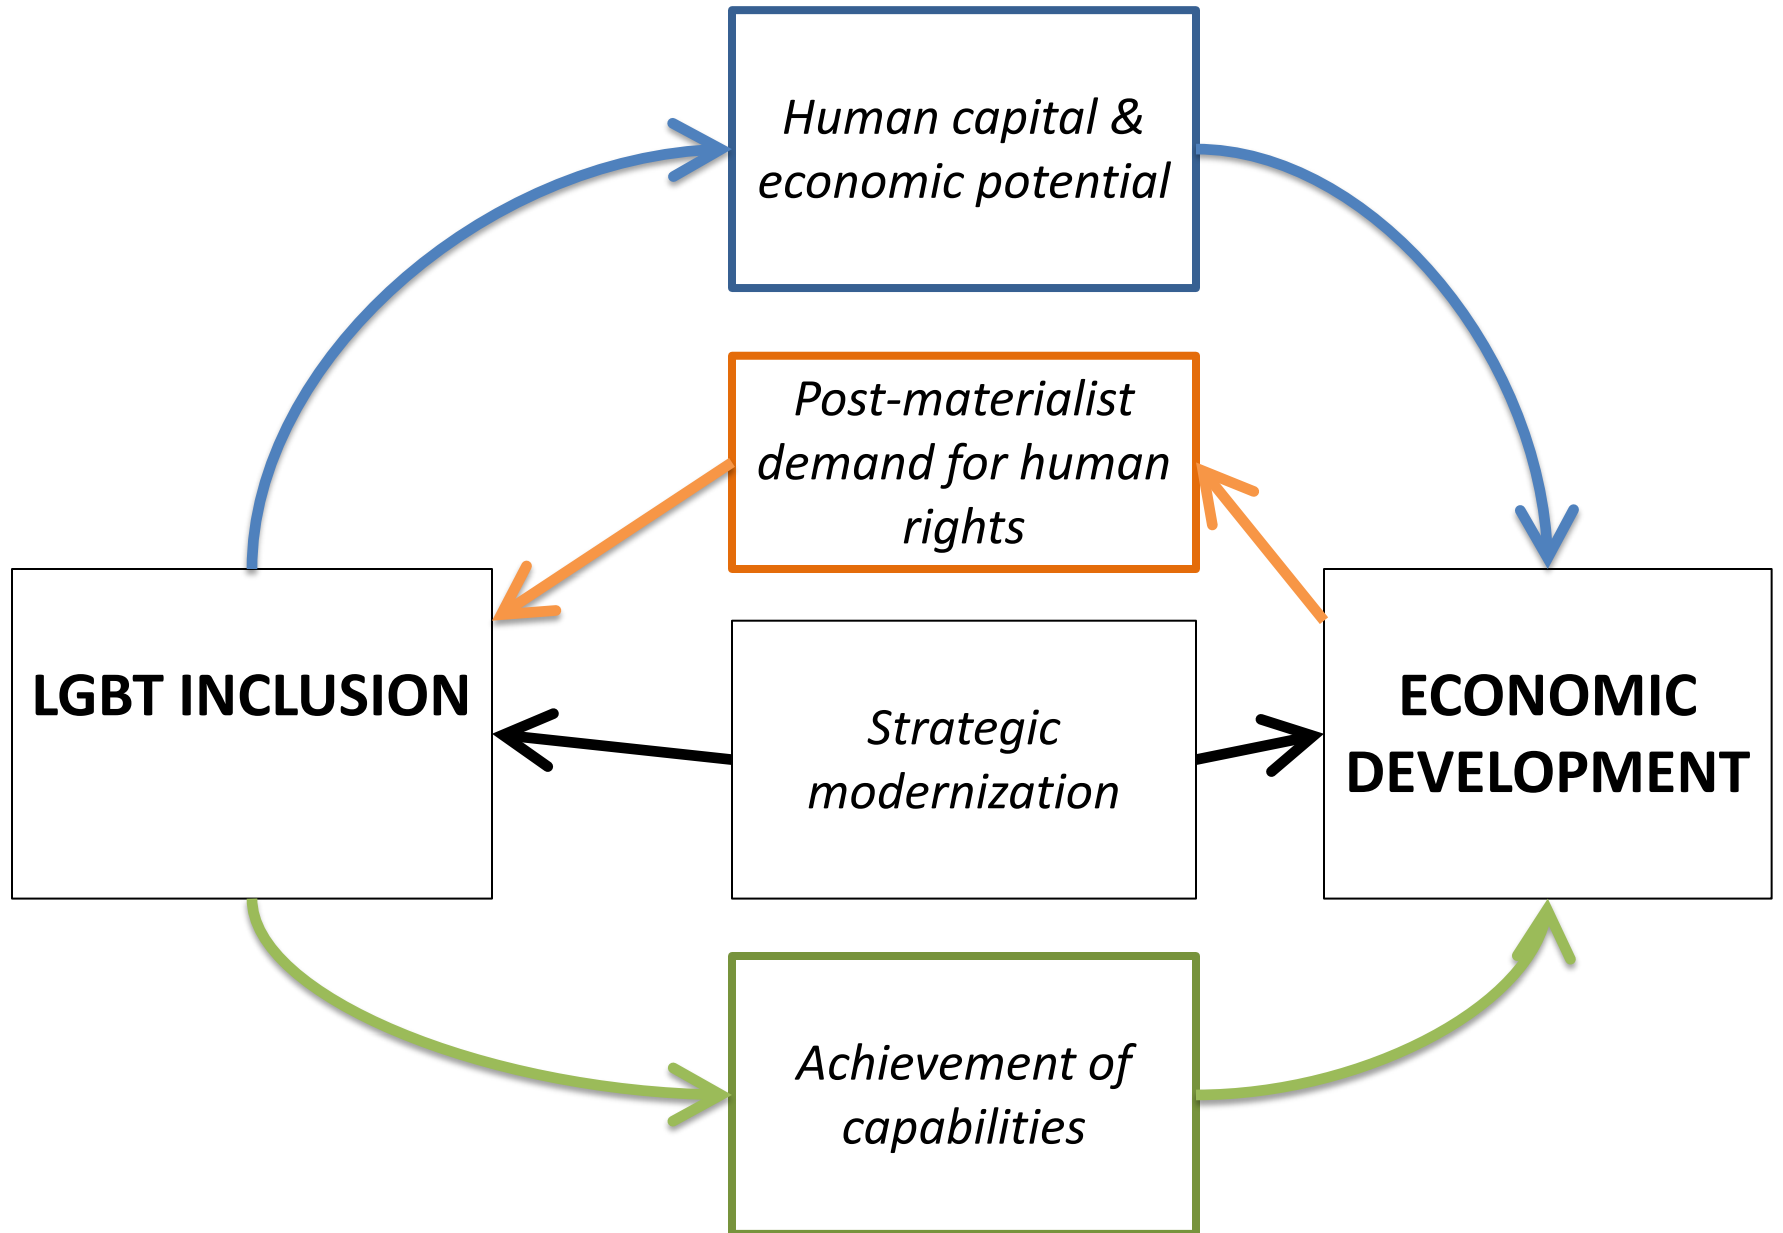 Human capital &
economic potential
Post-materialist
demand for human
rights
LGBT INCLUSION
Strategic
modernization
ECONOMIC
DEVELOPMENT
Achievement of
capabilities